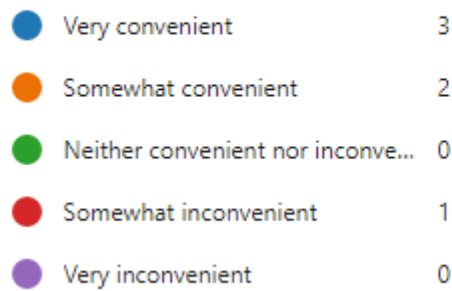 Very convenient 3
Somewhat convenient 2
Neither convenient nor inconve... 0
Somewhat inconvenient 1
Very inconvenient 0